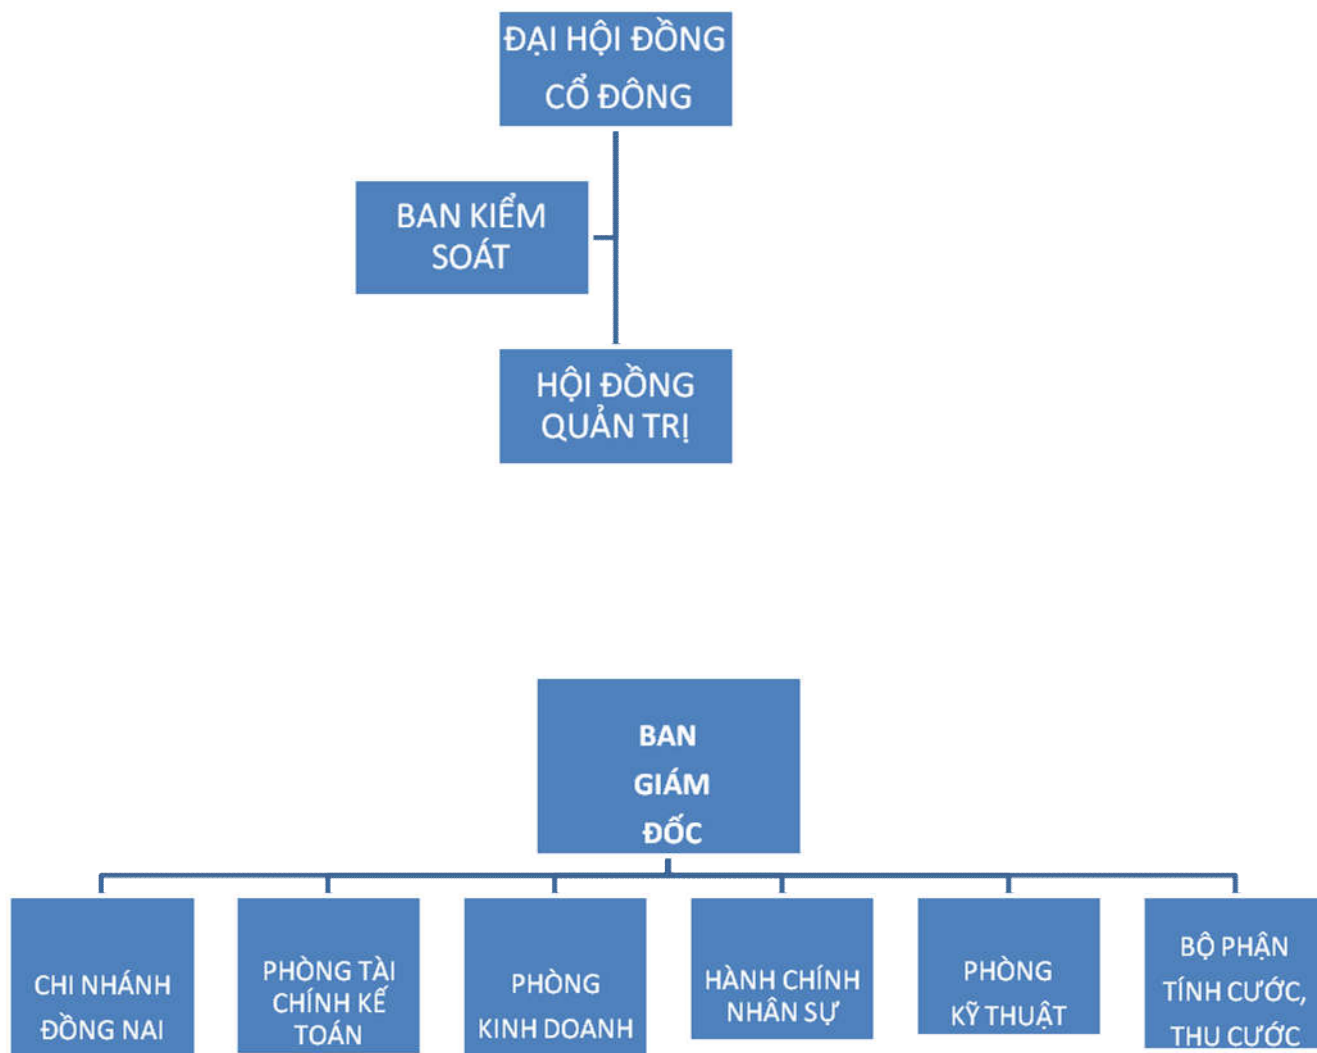 ĐẠI HỘI ĐỒNG
CỔ ĐÔNG
BAN KIỂM
SOÁT
HỘI ĐỒNG
QUẢN TRỊ
BAN
GIÁM
ĐỐC
CHI NHÁNH
ĐỒNG NAI
PHÒNG TÀI
CHÍNH KẾ
TOÁN
PHÒNG
KINH DOANH
HÀNH CHÍNH
NHÂN SỰ
PHÒNG
KỸ THUẬT
BỘ PHẬN
TÍNH CƯỚC,
THU CƯỚC